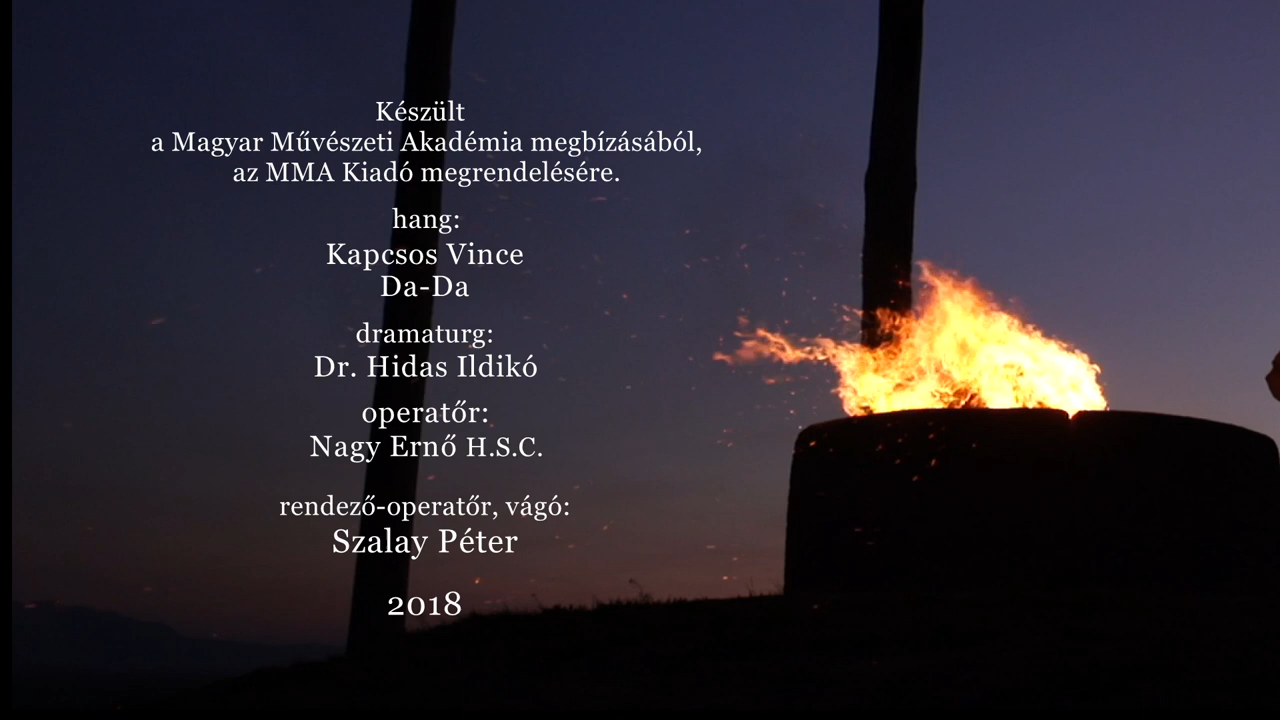 Készült
a Magyar Művészeti Akadémia megbízásából,
az MMA Kiadó megrendelésére.
hang:
Kapcsos Vince
Da-Da
dramaturg:
Dr. Hidas Ildikó
operatőr:
Nagy Ernő H.S.C.
rendező-operatőr, vágó:
Szalay Péter
2018